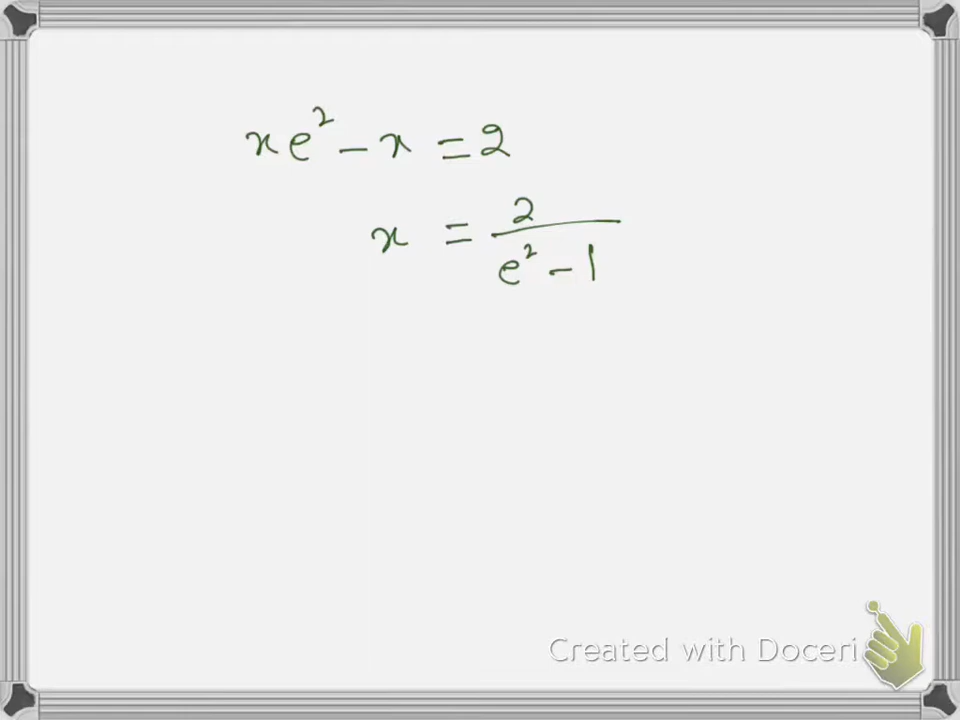 xe² – x = 2
x = 2/(e² – 1)
Created with Doceri